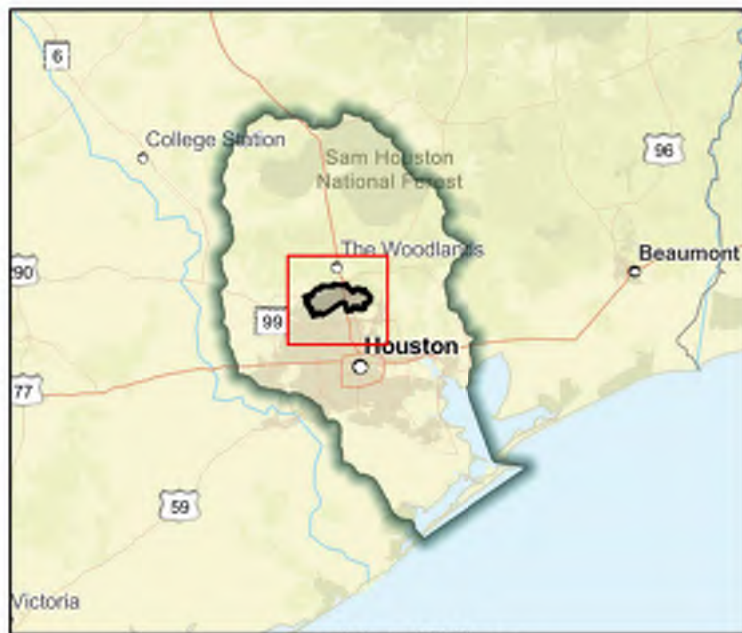 6
College Station
Sam Houston
National Forest
96
The Woodlands
Beaumont
90
99
Houston
77
59
Victoria